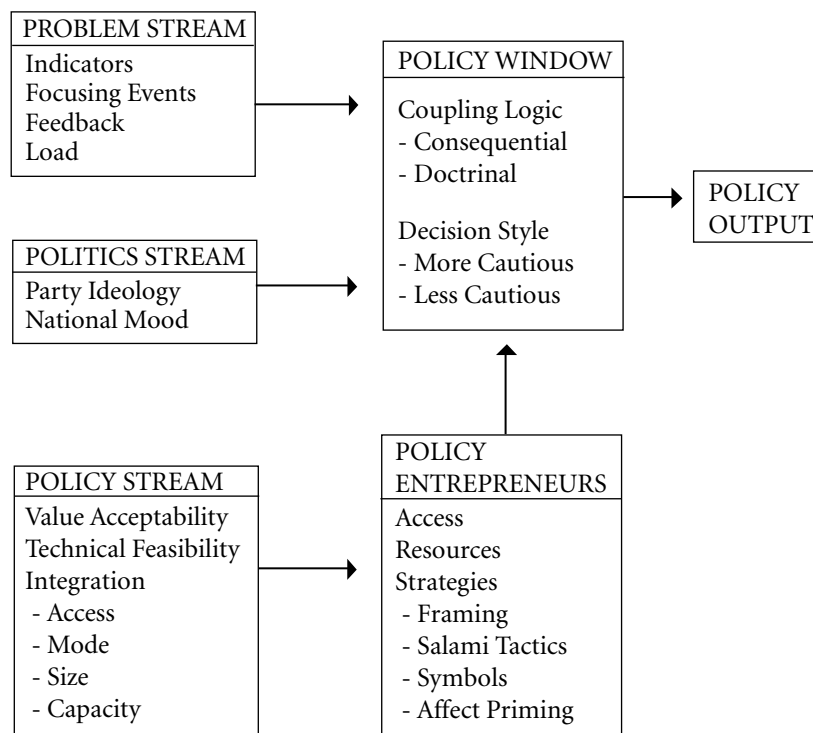 PROBLEM STREAM
Indicators
Focusing Events
Feedback
Load
POLITICS STREAM
Party Ideology
National Mood
POLICY STREAM
Value Acceptability
Technical Feasibility
Integration
- Access
- Mode
- Size
- Capacity
POLICY WINDOW
Coupling Logic
- Consequential
- Doctrinal
Decision Style
- More Cautious
- Less Cautious
POLICY
ENTREPRENEURS
Access
Resources
Strategies
- Framing
- Salami Tactics
- Symbols
- Affect Priming
POLICY
OUTPUT